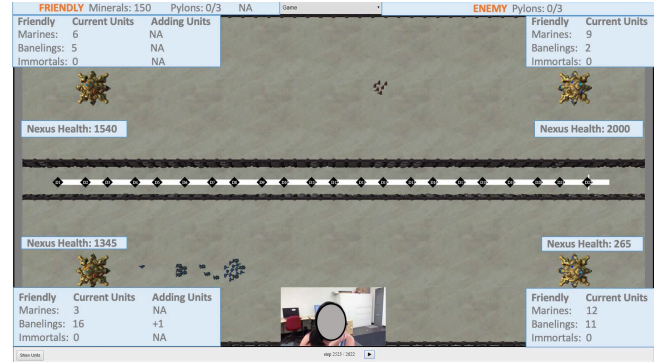 FRIENDLY Minerals: 150 Pylons: 0/3 NA Game ENEMY Pylons: 0/3
Friendly Current Units Adding Units
Marines: 6 NA
Banelings: 5 NA
Immortals: 0 NA
Friendly Current Units
Marines: 9
Banelings: 2
Immortals: 0
Nexus Health: 1540
Nexus Health: 2000
Nexus Health: 1345
Nexus Health: 265
Friendly Current Units Adding Units
Marines: 3 NA
Banelings: 16 +1
Immortals: 0 NA
Friendly Current Units
Marines: 12
Banelings: 11
Immortals: 0
Show Units
step 2523 - 2622